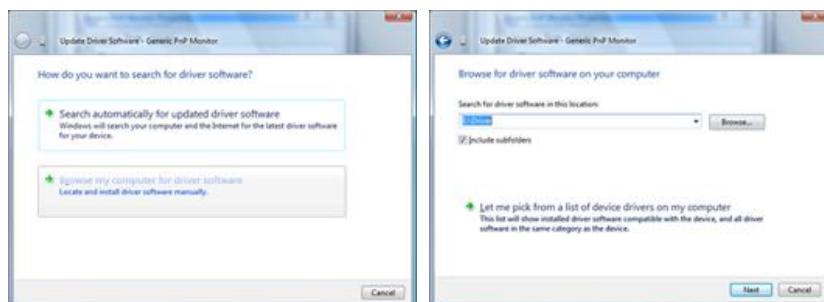 Update Driver Software - Generic PnP Monitor
How do you want to search for driver software?
Search automatically for updated driver software
Windows will search your computer and the Internet for the latest driver software
for your device.
Browse my computer for driver software
Locate and install driver software manually.
Cancel
Update Driver Software - Generic PnP Monitor
Browse for driver software on your computer
Search for driver software in this location:
Browse...
Include subfolders
Let me pick from a list of device drivers on my computer
This list will show installed driver software compatible with the device, and all driver
software in the same category as the device.
Next
Cancel